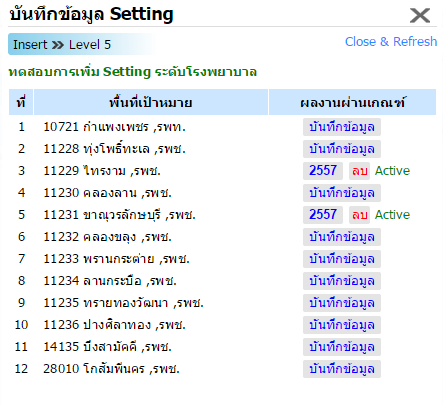 บันทึกข้อมูล Setting
Insert >> Level 5 Close & Refresh
ทดสอบการเพิ่ม Setting ระดับโรงพยาบาล
ที่ พื้นที่เป้าหมาย ผลงานผ่านเกณฑ์
1 10721 กำแพงเพชร ,รพท. บันทึกข้อมูล
2 11228 ทุ่งโพธิ์ทะเล ,รพช. บันทึกข้อมูล
3 11229 ไทรงาม ,รพช. 2557 ลบ Active
4 11230 คลองลาน ,รพช. บันทึกข้อมูล
5 11231 ขาณุวรลักษบุรี ,รพช. 2557 ลบ Active
6 11232 คลองขลุง ,รพช. บันทึกข้อมูล
7 11233 พรานกระต่าย ,รพช. บันทึกข้อมูล
8 11234 ลานกระบือ ,รพช. บันทึกข้อมูล
9 11235 ทรายทองวัฒนา ,รพช. บันทึกข้อมูล
10 11236 ปางศิลาทอง ,รพช. บันทึกข้อมูล
11 14135 บึงสามัคคี ,รพช. บันทึกข้อมูล
12 28010 โกสัมพีนคร ,รพช. บันทึกข้อมูล